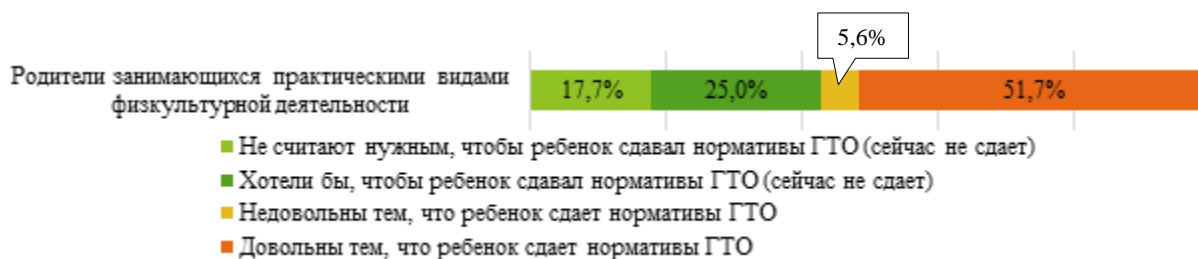 5,6%
Родители занимающихся практическими видами
физкультурной деятельности
17,7%
25,0%
51,7%
Не считают нужным, чтобы ребенок сдавал нормативы ГТО (сейчас не сдает)
Хотели бы, чтобы ребенок сдавал нормативы ГТО (сейчас не сдает)
Недовольны тем, что ребенок сдает нормативы ГТО
Довольны тем, что ребенок сдает нормативы ГТО